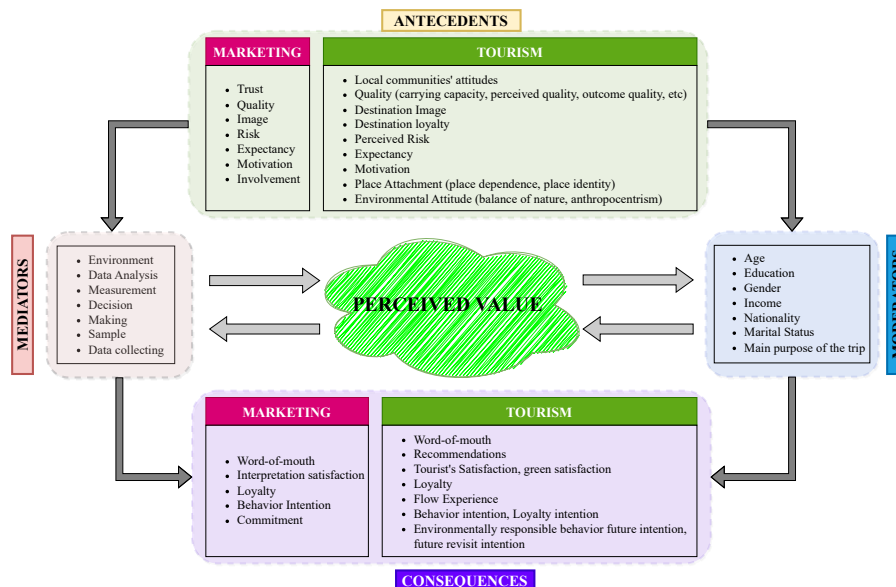 ANTECEDENTS
MARKETING
• Trust
• Quality
• Image
• Risk
• Expectancy
• Motivation
• Involvement
TOURISM
• Local communities' attitudes
• Quality (carrying capacity, perceived quality, outcome quality, etc)
• Destination Image
• Destination loyalty
• Perceived Risk
• Expectancy
• Motivation
• Place Attachment (place dependence, place identity)
• Environmental Attitude (balance of nature, anthropocentrism)
MEDIATORS
• Environment
• Data Analysis
• Measurement
• Decision
• Making
• Sample
• Data collecting
PERCEIVED VALUE
• Age
• Education
• Gender
• Income
• Nationality
• Marital Status
• Main purpose of the trip
MODERATORS
MARKETING
• Word-of-mouth
• Interpretation satisfaction
• Loyalty
• Behavior Intention
• Commitment
TOURISM
• Word-of-mouth
• Recommendations
• Tourist's Satisfaction, green satisfaction
• Loyalty
• Flow Experience
• Behavior intention, Loyalty intention
• Environmentally responsible behavior future intention,
future revisit intention
CONSEQUENCES